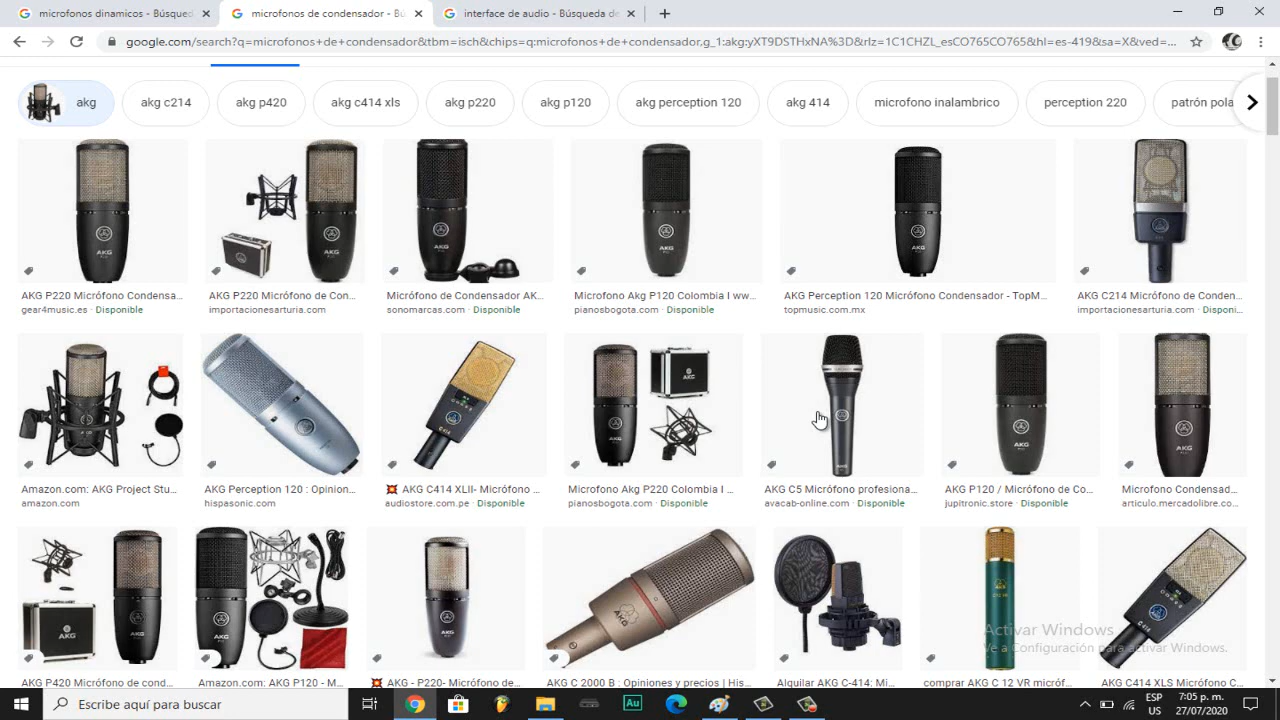 microfonos dinamicos - Búsqued
microfonos de condensador - Bú
interface de audio - Búsqueda de
google.com/search?q=microfonos+de+condensador&tbm=isch&chips=q:microfonos+de+condensador,g_1:akg:yXT9DSTHxNA%3D&rlz=1C1CHZL_esCO765CO765&hl=es-419&sa=X&ved=...
akg
akg c214
akg p420
akg c414 xls
akg p220
akg p120
akg perception 120
akg 414
microfono inalambrico
perception 220
patrón pola
AKG P220 Micrófono Condensa...
gear4music.es · Disponible
AKG P220 Micrófono de Con...
importacionesarturia.com
Micrófono de Condensador AK...
sonomarcas.com · Disponible
Microfono Akg P120 Colombia I ww...
pianosbogota.com · Disponible
AKG Perception 120 Micrófono Condensador - TopM...
topmusic.com.mx
AKG C214 Micrófono de Conden...
importacionesarturia.com · Disponi...
Amazon.com: AKG Project Stu...
amazon.com
AKG Perception 120 : Opinion...
hispasonic.com
AKG C414 XLII- Micrófono ...
audiostore.com.pe · Disponible
Microfono Akg P220 Colombia I ...
pianosbogota.com · Disponible
AKG C5 Micrófono profesiona...
avacab-online.com · Disponible
AKG P120 / Micrófono de Co...
jupitronic.store · Disponible
Microfono Condensad...
articulo.mercadolibre.co...
AKG P420 Micrófono de cond...
Amazon.com: AKG P120 - M...
AKG - P220- Micrófono de...
AKG C 2000 B : Opiniones y precios | His...
Alquilar AKG C-414: Mi...
comprar AKG C 12 VR micróf...
AKG C414 XLS Micrófono C...
Activar Windows
Ve a Configuración para activar Windows.
Escribe aquí para buscar
Au
ESP
US
7:05 p. m.
27/07/2020